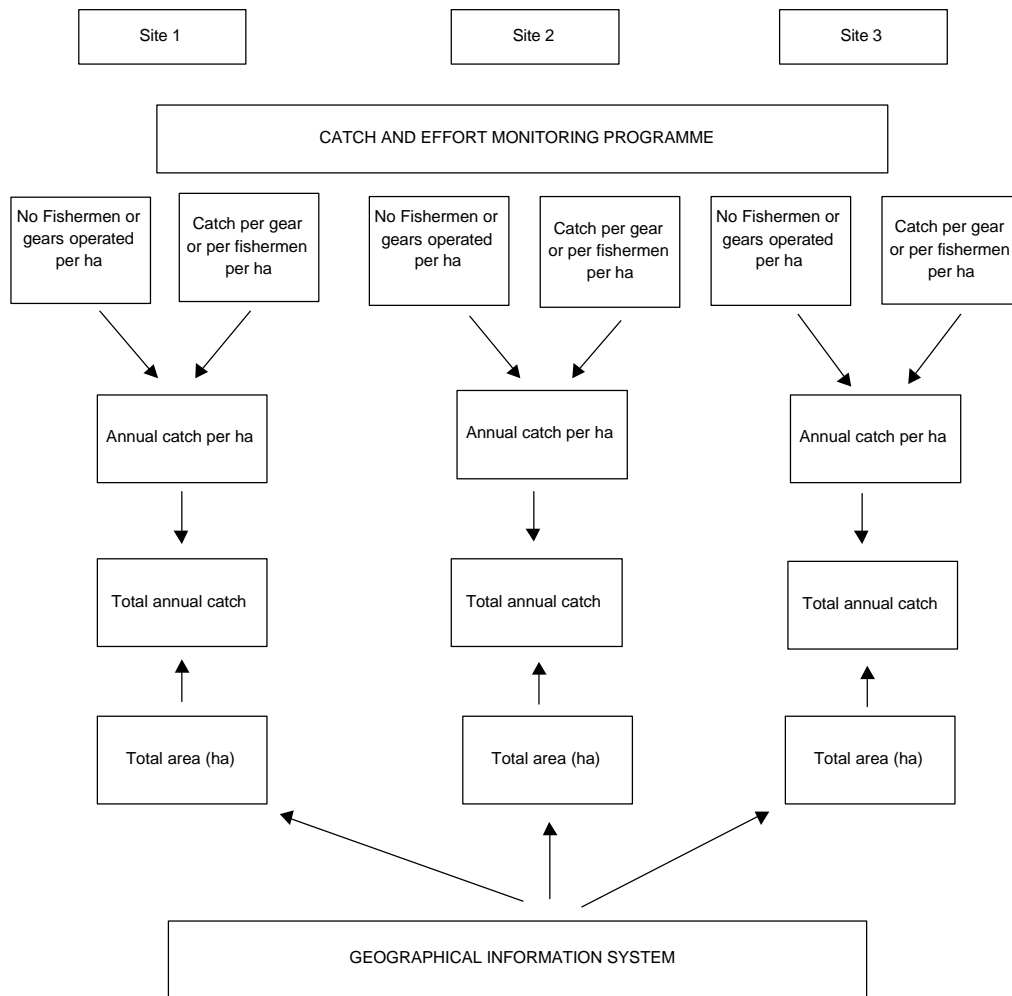 Site 1
Site 2
Site 3
CATCH AND EFFORT MONITORING PROGRAMME
No Fishermen or
gears operated
per ha
Catch per gear
or per fishermen
per ha
No Fishermen or
gears operated
per ha
Catch per gear
or per fishermen
per ha
No Fishermen or
gears operated
per ha
Catch per gear
or per fishermen
per ha
Annual catch per ha
Annual catch per ha
Annual catch per ha
Total annual catch
Total annual catch
Total annual catch
Total area (ha)
Total area (ha)
Total area (ha)
GEOGRAPHICAL INFORMATION SYSTEM